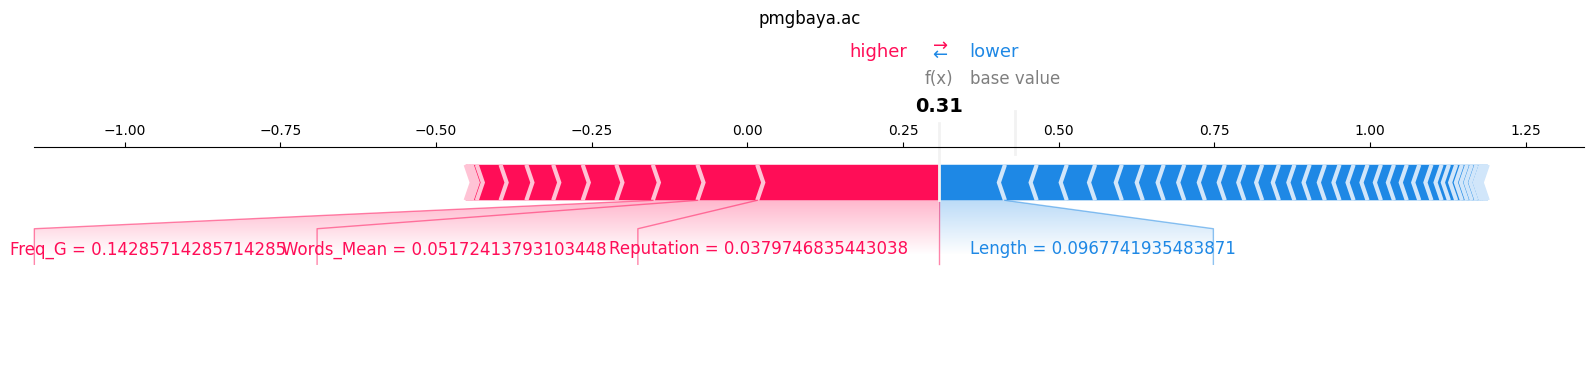 pmgbaya.ac
higher ⇄ lower
f(x) base value
0.31
−1.00 −0.75 −0.50 −0.25 0.00 0.25 0.50 0.75 1.00 1.25
Freq_G = 0.14285714285714285 Words_Mean = 0.05172413793103448 Reputation = 0.0379746835443038 Length = 0.0967741935483871